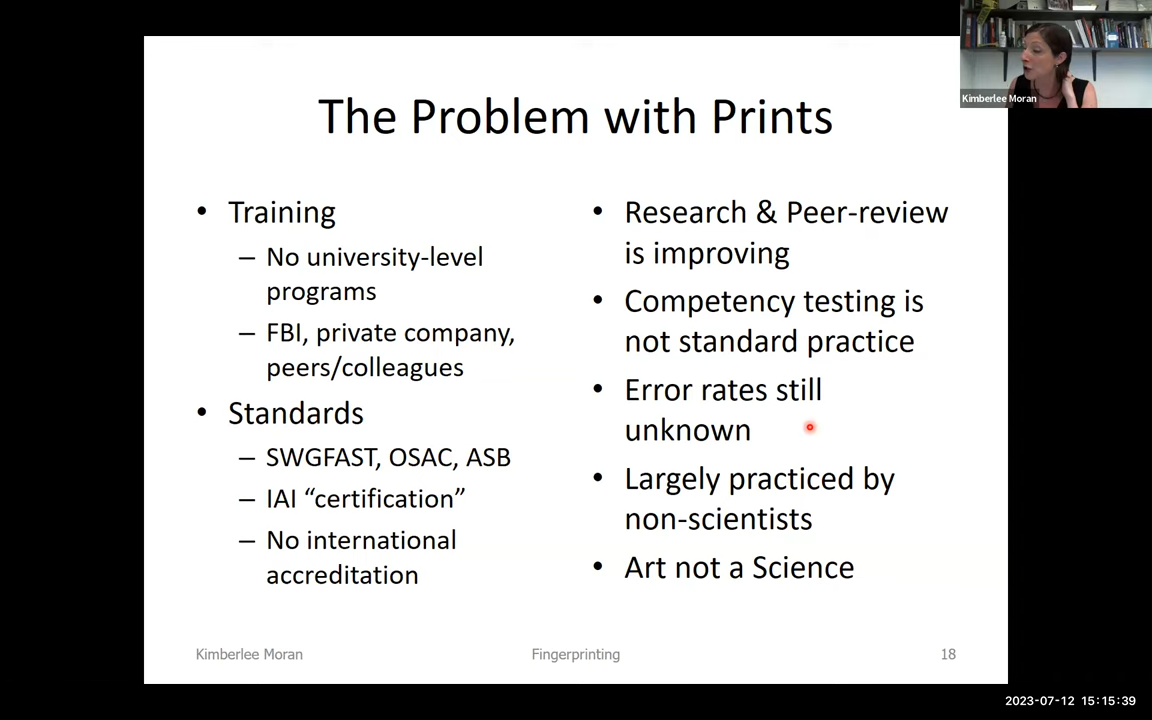 Kimberlee Moran
The Problem with Prints
• Training
– No university-level
programs
– FBI, private company,
peers/colleagues
• Standards
– SWGFAST, OSAC, ASB
– IAI “certification”
– No international
accreditation
• Research & Peer-review
is improving
• Competency testing is
not standard practice
• Error rates still
unknown
• Largely practiced by
non-scientists
• Art not a Science
Kimberlee Moran
Fingerprinting
18
2023-07-12 15:15:39